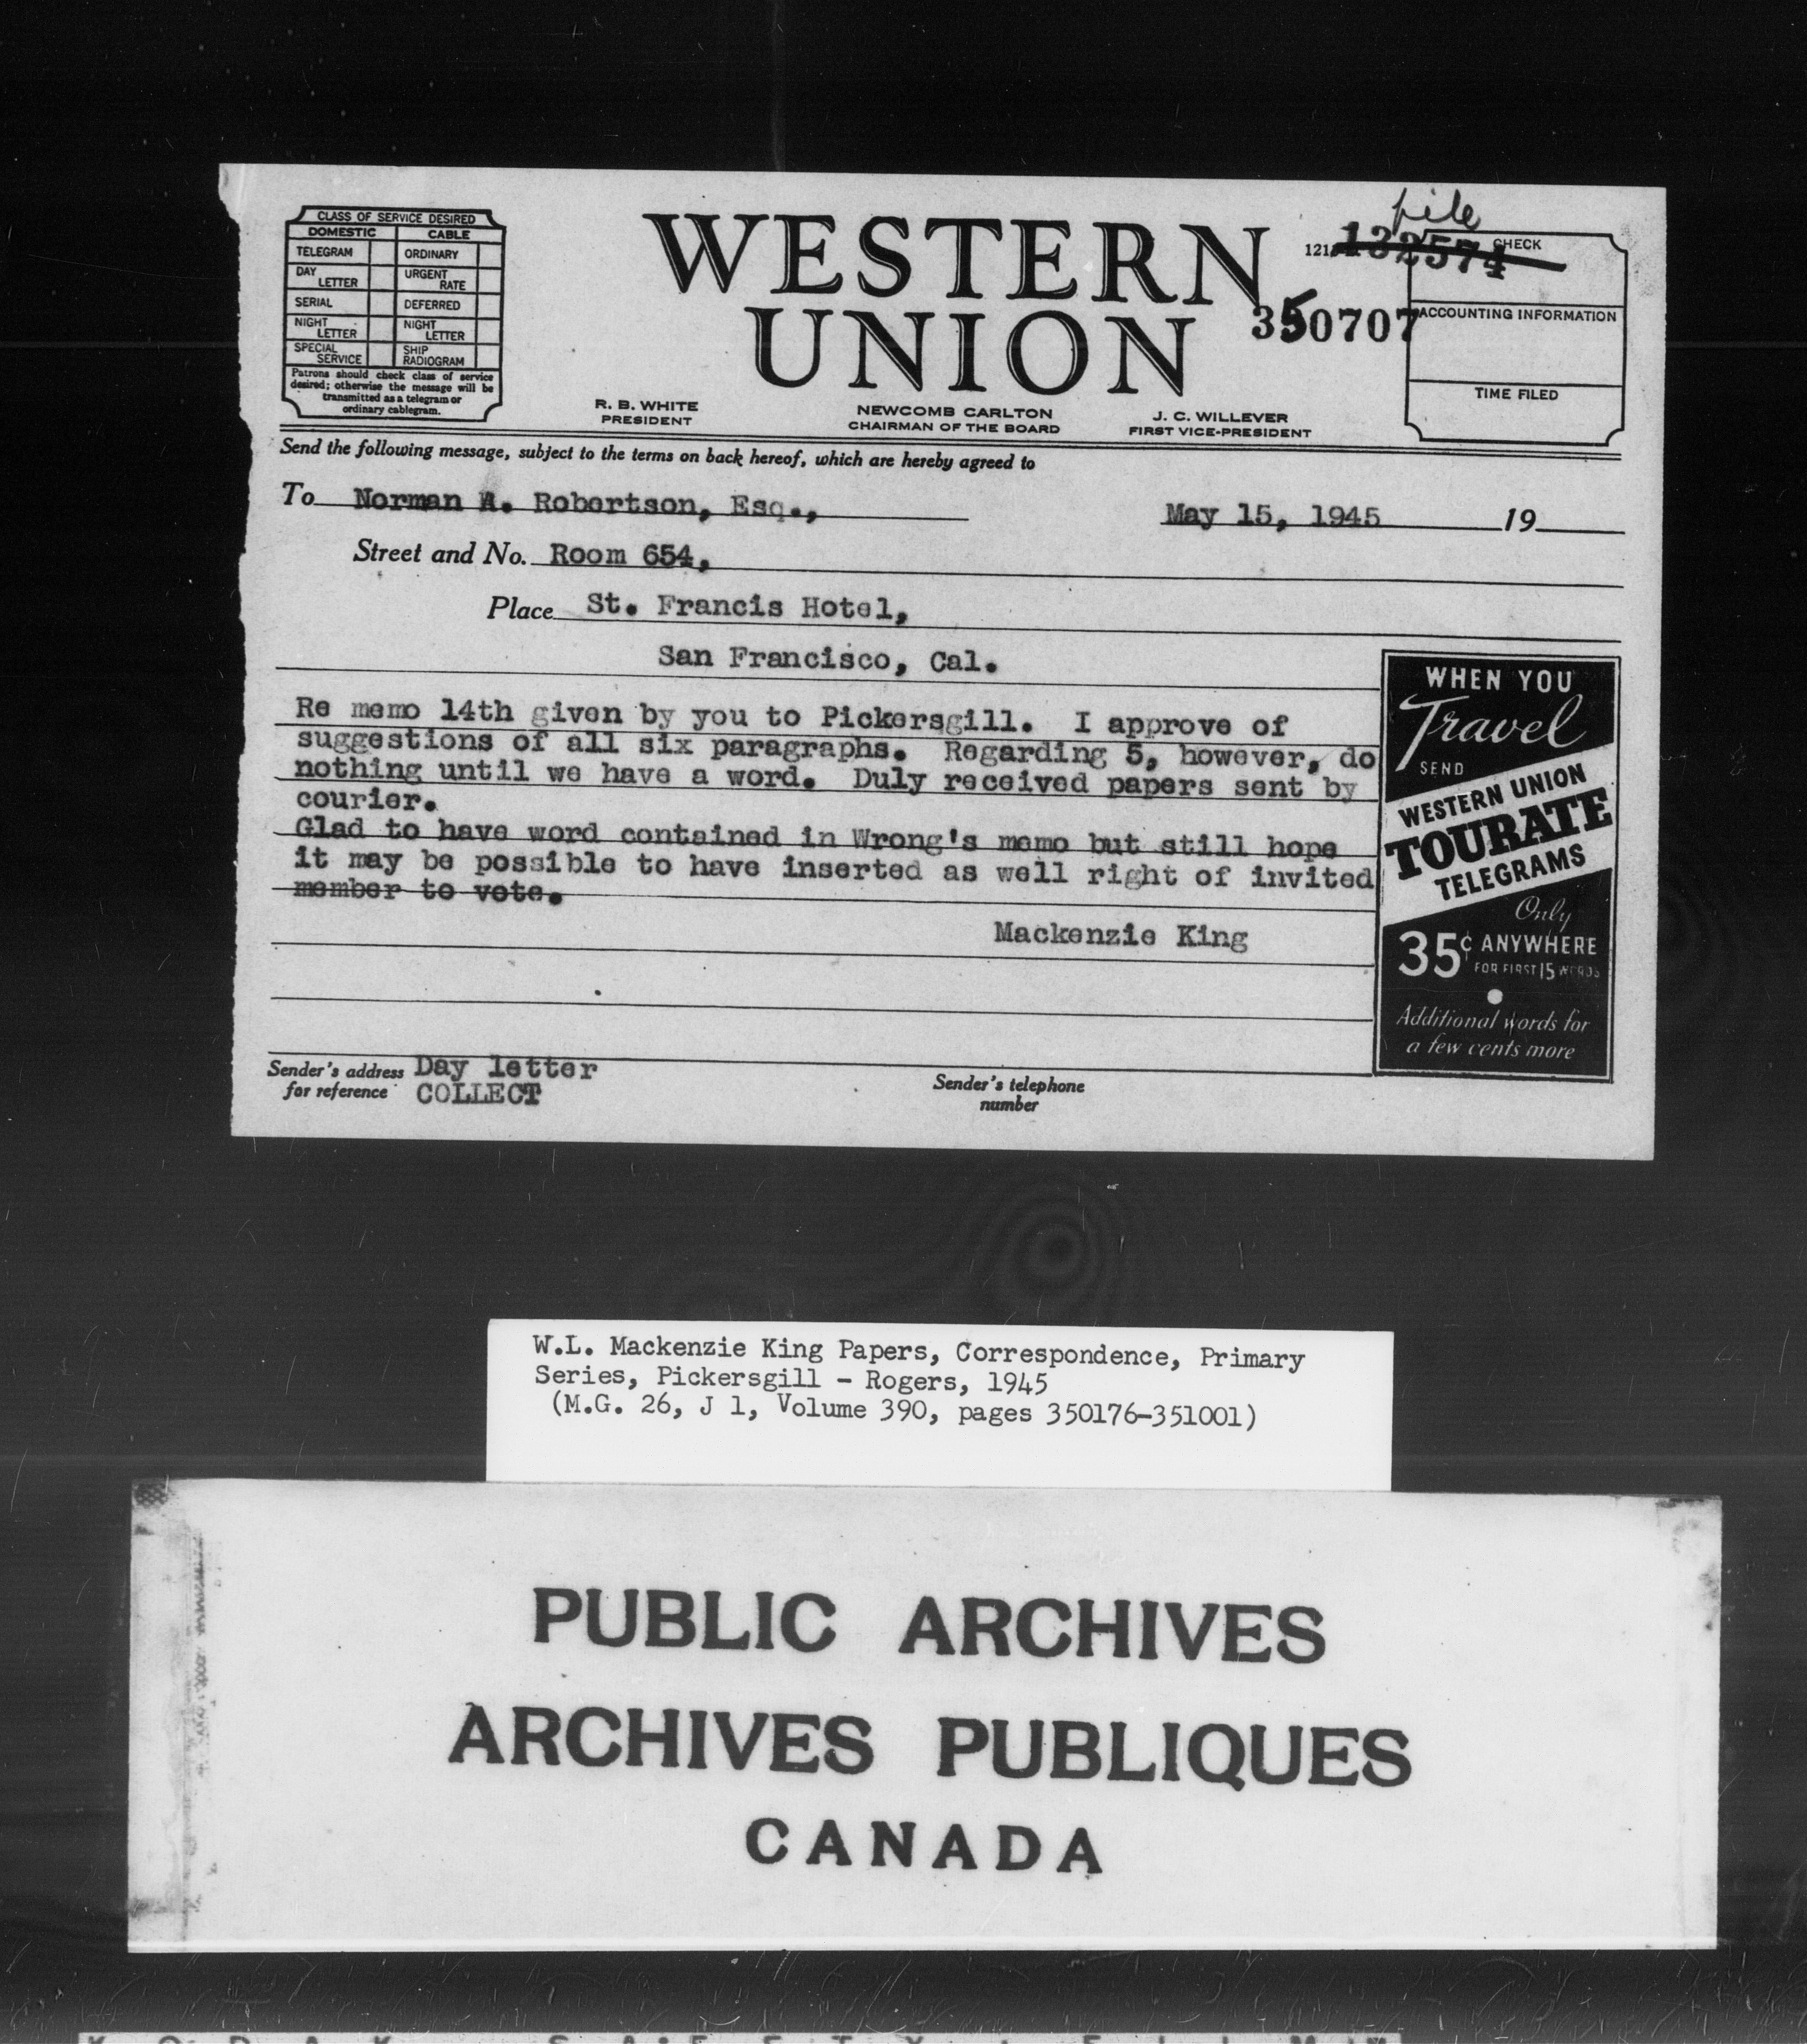 file
CLASS OF SERVICE DESIRED
DOMESTIC CABLE
TELEGRAM ORDINARY
DAY LETTER URGENT RATE
SERIAL DEFERRED
NIGHT LETTER NIGHT LETTER
SPECIAL SERVICE SHIP RADIOGRAM
Patrons should check class of service
desired; otherwise the message will be
transmitted as a telegram or
ordinary cablegram.
WESTERN
UNION
132574
350707
CHECK
ACCOUNTING INFORMATION
TIME FILED
R. B. WHITE
PRESIDENT
NEWCOMB CARLTON
CHAIRMAN OF THE BOARD
J. C. WILLEVER
FIRST VICE-PRESIDENT
Send the following message, subject to the terms on back hereof, which are hereby agreed to
To Norman A. Robertson, Esq., May 15, 1945 19
Street and No. Room 654,
Place St. Francis Hotel,
San Francisco, Cal.
Re memo 14th given by you to Pickersgill. I approve of
suggestions of all six paragraphs. Regarding 5, however, do
nothing until we have a word. Duly received papers sent by
courier.
Glad to have word contained in Wrong's memo but still hope
it may be possible to have inserted as well right of invited
member to vote.
Mackenzie King
WHEN YOU
Travel
SEND
WESTERN UNION
TOURATE
TELEGRAMS
Only
35¢ ANYWHERE
FOR FIRST 15 WORDS
Additional words for
a few cents more
Sender's address Day letter
for reference COLLECT
Sender's telephone
number
W.L. Mackenzie King Papers, Correspondence, Primary
Series, Pickersgill - Rogers, 1945
(M.G. 26, J 1, Volume 390, pages 350176-351001)
PUBLIC ARCHIVES
ARCHIVES PUBLIQUES
CANADA